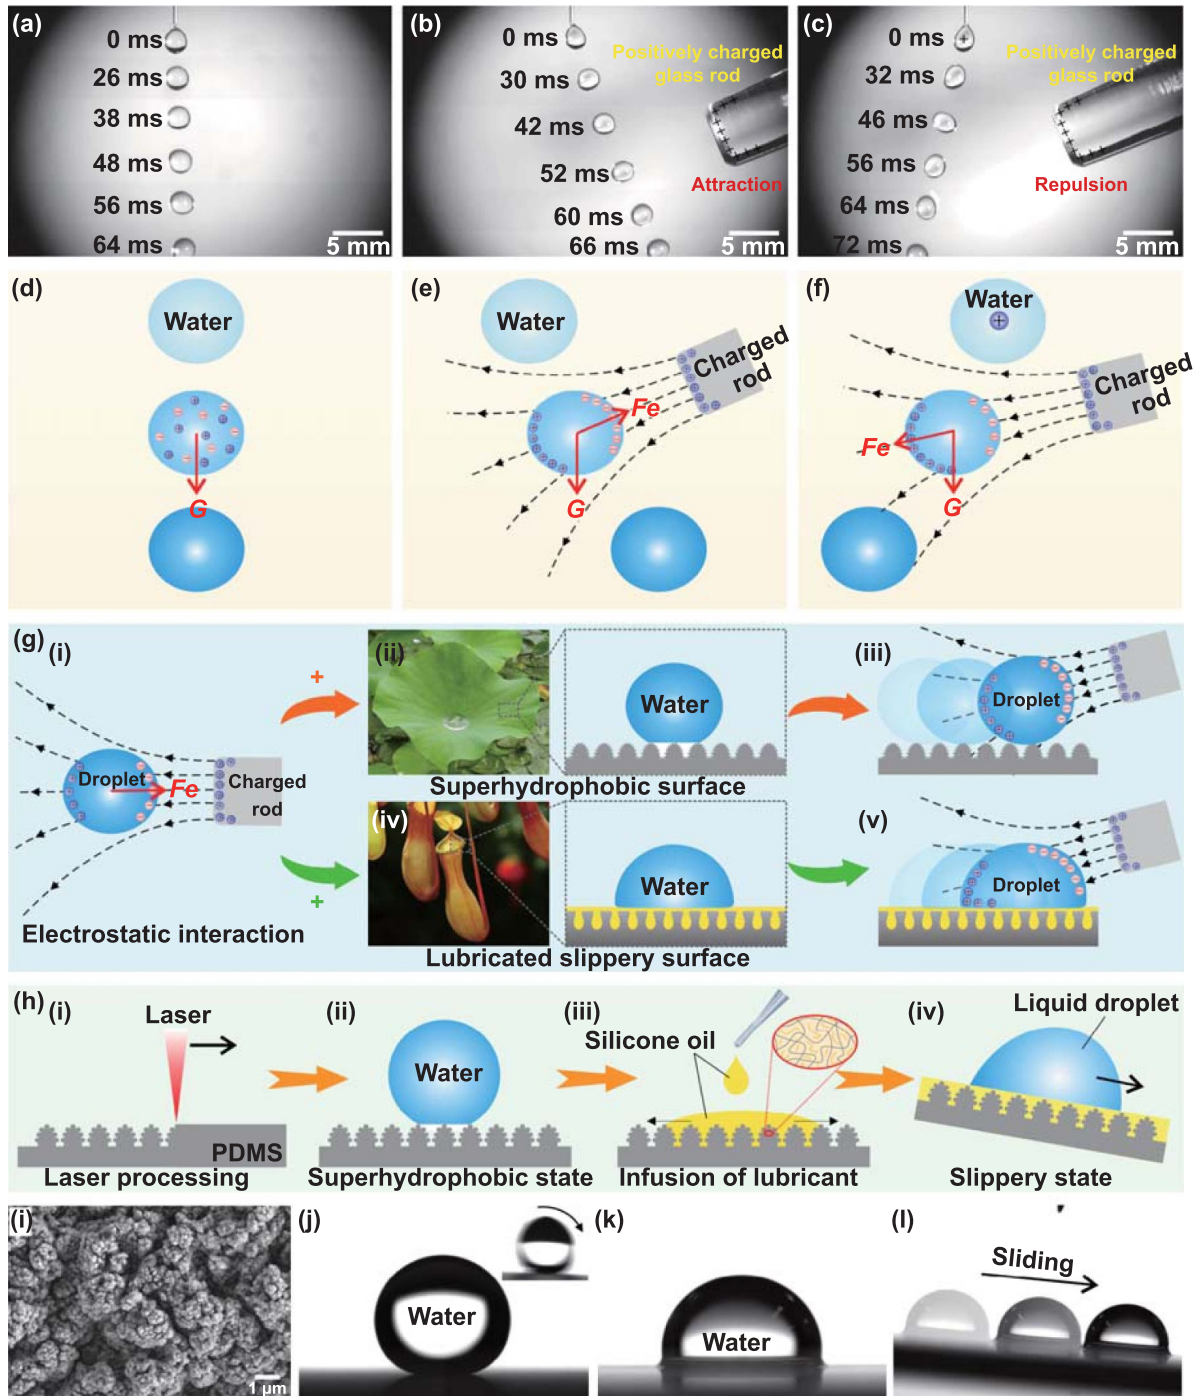 (a)
0 ms
26 ms
38 ms
48 ms
56 ms
64 ms
5 mm
(b)
0 ms
Positively charged
glass rod
30 ms
42 ms
52 ms
Attraction
60 ms
66 ms
5 mm
(c)
0 ms
+
Positively charged
glass rod
32 ms
46 ms
56 ms
Repulsion
64 ms
72 ms
5 mm
(d)
Water
G
(e)
Water
Charged
rod
Fe
G
(f)
Water
+
Charged
rod
Fe
G
(g)
(i)
Droplet
Fe
Charged
rod
Electrostatic interaction
+
+
(ii)
Water
Superhydrophobic surface
(iii)
Droplet
(iv)
Water
Lubricated slippery surface
(v)
Droplet
(h)
(i)
Laser
PDMS
Laser processing
(ii)
Water
Superhydrophobic state
(iii)
Silicone oil
Infusion of lubricant
(iv)
Liquid droplet
Slippery state
(i)
1 µm
(j)
Water
(k)
Water
(l)
Sliding